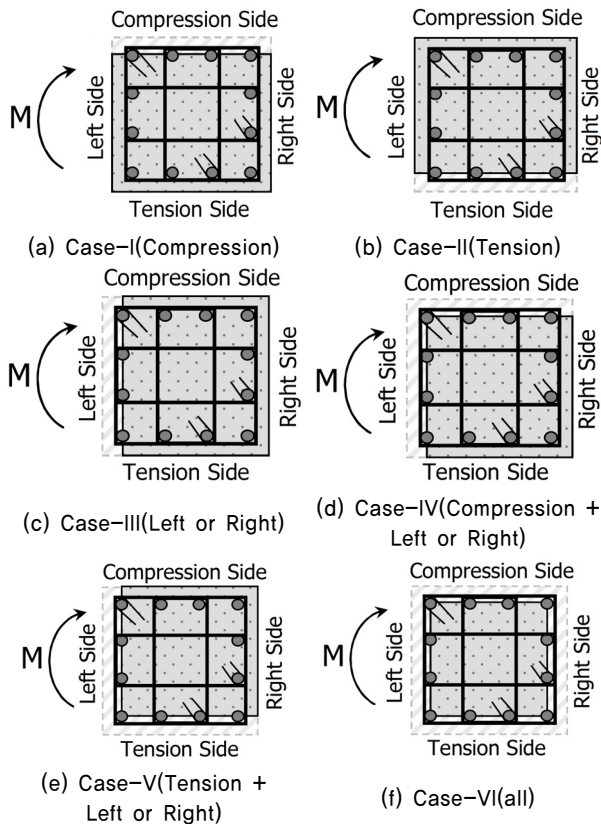 Compression Side
M
Left Side
Right Side
Tension Side
(a) Case-I(Compression)
Compression Side
M
Left Side
Right Side
Tension Side
(b) Case-II(Tension)
Compression Side
M
Left Side
Right Side
Tension Side
(c) Case-III(Left or Right)
Compression Side
M
Left Side
Right Side
Tension Side
(d) Case-IV(Compression +
Left or Right)
Compression Side
M
Left Side
Right Side
Tension Side
(e) Case-V(Tension +
Left or Right)
Compression Side
M
Left Side
Right Side
Tension Side
(f) Case-VI(all)